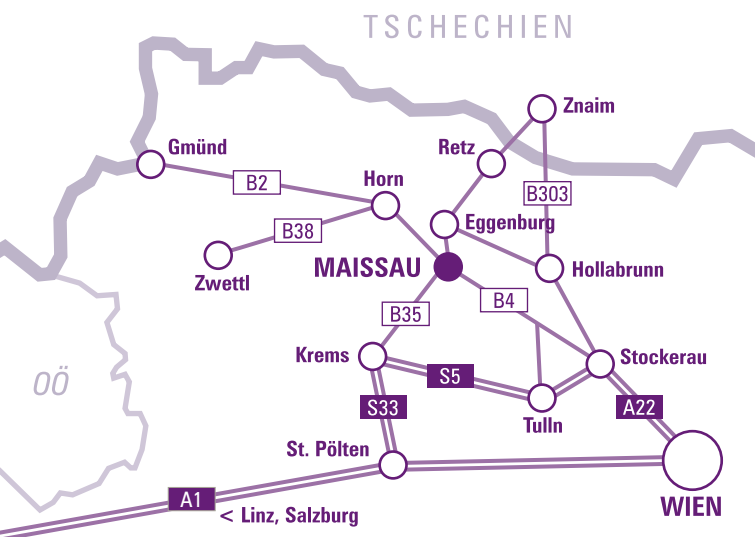 TSCHECHIEN
Znaim
Gmünd
Retz
Horn
B2
B303
Eggenburg
B38
Zwettl
MAISSAU
Hollabrunn
B4
B35
Krems
Stockerau
S5
OÖ
S33
A22
Tulln
St. Pölten
A1
WIEN
< Linz, Salzburg